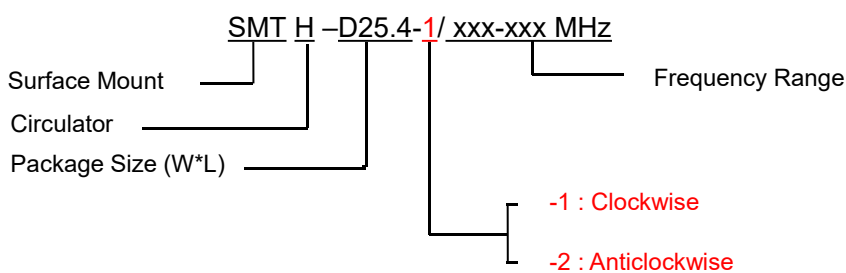 SMT H –D25.4-1/ xxx-xxx MHz
Surface Mount
Frequency Range
Circulator
Package Size (W*L)
-1 : Clockwise
-2 : Anticlockwise